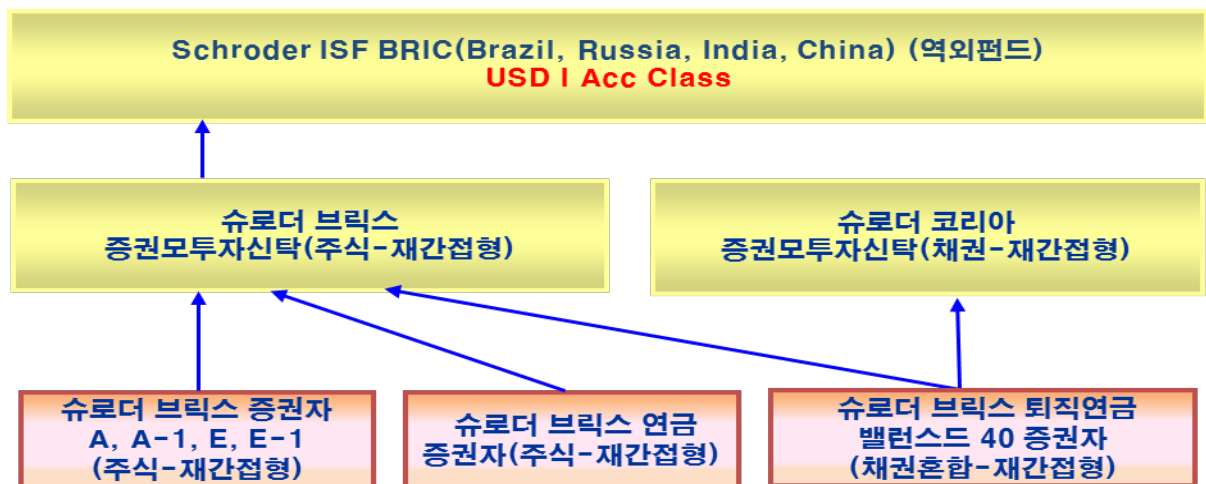 Schroder ISF BRIC(Brazil, Russia, India, China) (역외펀드)
USD I Acc Class
슈로더 브릭스
증권모투자신탁(주식-재간접형)
슈로더 코리아
증권모투자신탁(채권-재간접형)
슈로더 브릭스 증권자
A, A-1, E, E-1
(주식-재간접형)
슈로더 브릭스 연금
증권자(주식-재간접형)
슈로더 브릭스 퇴직연금
밸런스드 40 증권자
(채권혼합-재간접형)